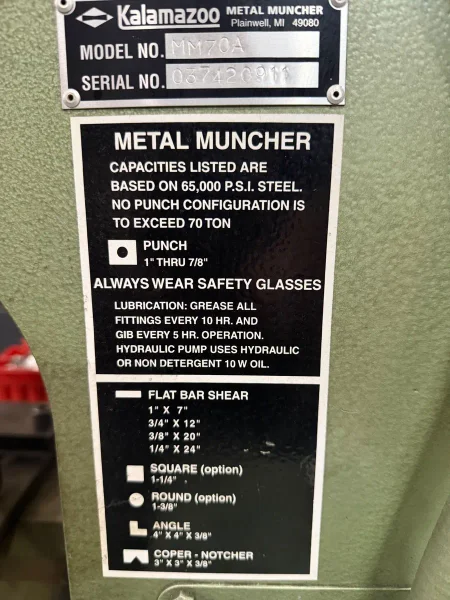 Kalamazoo METAL MUNCHER
Plainwell, MI 49080
MODEL NO. MM70A
SERIAL NO. 067420911
METAL MUNCHER
CAPACITIES LISTED ARE
BASED ON 65,000 P.S.I. STEEL.
NO PUNCH CONFIGURATION IS
TO EXCEED 70 TON
PUNCH
1" THRU 7/8"
ALWAYS WEAR SAFETY GLASSES
LUBRICATION: GREASE ALL
FITTINGS EVERY 10 HR. AND
GIB EVERY 5 HR. OPERATION.
HYDRAULIC PUMP USES HYDRAULIC
OR NON DETERGENT 10 W OIL.
FLAT BAR SHEAR
1" X 7"
3/4" X 12"
3/8" X 20"
1/4" X 24"
SQUARE (option)
1-1/4"
ROUND (option)
1-3/8"
ANGLE
4" X 4" X 3/8"
COPER - NOTCHER
3" X 3" X 3/8"